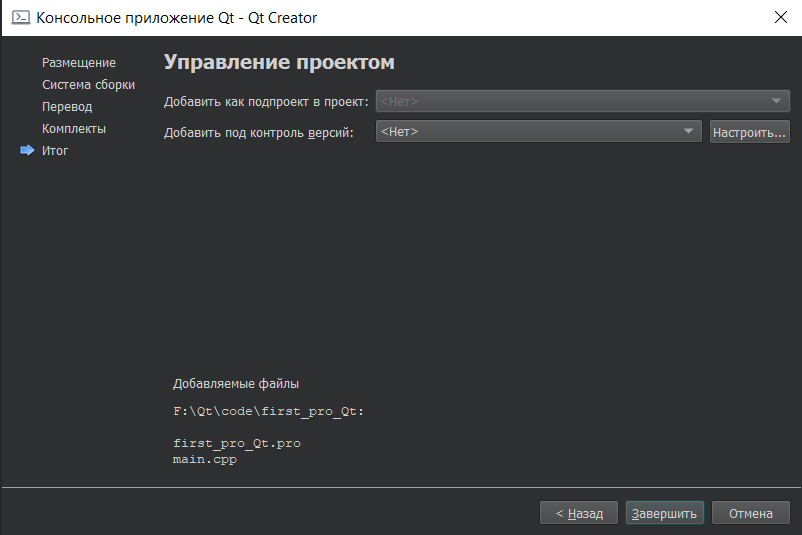 Консольное приложение Qt - Qt Creator
Размещение
Система сборки
Перевод
Комплекты
Итог
Управление проектом
Добавить как подпроект в проект:
<Нет>
Добавить под контроль версий:
<Нет>
Настроить...
Добавляемые файлы
F:\Qt\code\first_pro_Qt:
first_pro_Qt.pro
main.cpp
< Назад
Завершить
Отмена